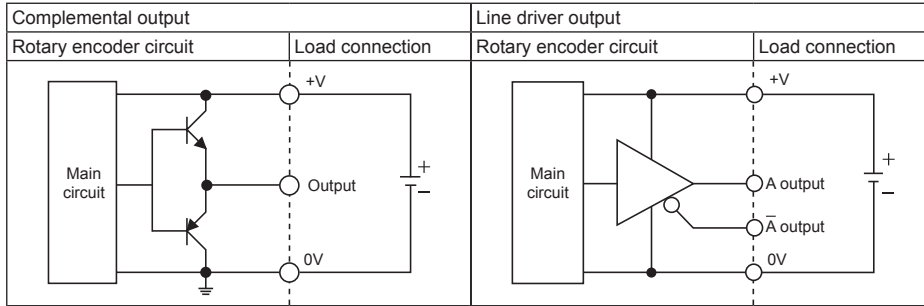 Complemental output
Line driver output
Rotary encoder circuit
Load connection
Rotary encoder circuit
Load connection
+V
Main
circuit
Output
+
−
0V
+V
Main
circuit
A output
A̅ output
+
−
0V